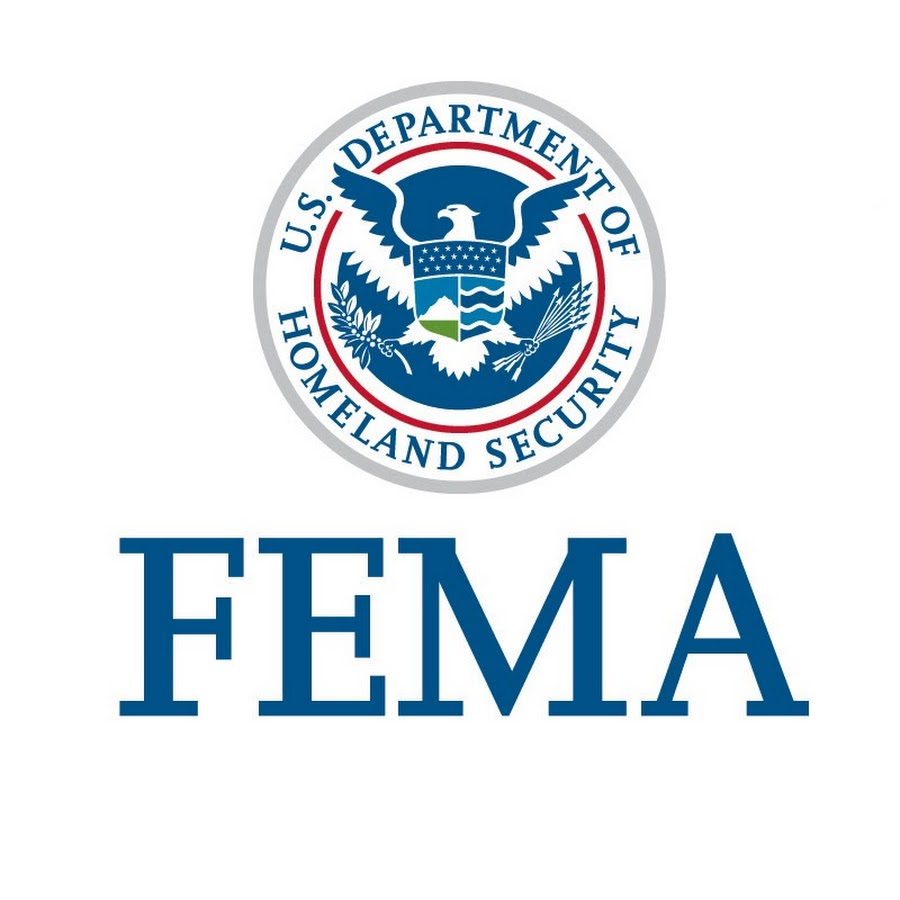 U.S. DEPARTMENT OF
HOMELAND SECURITY
FEMA